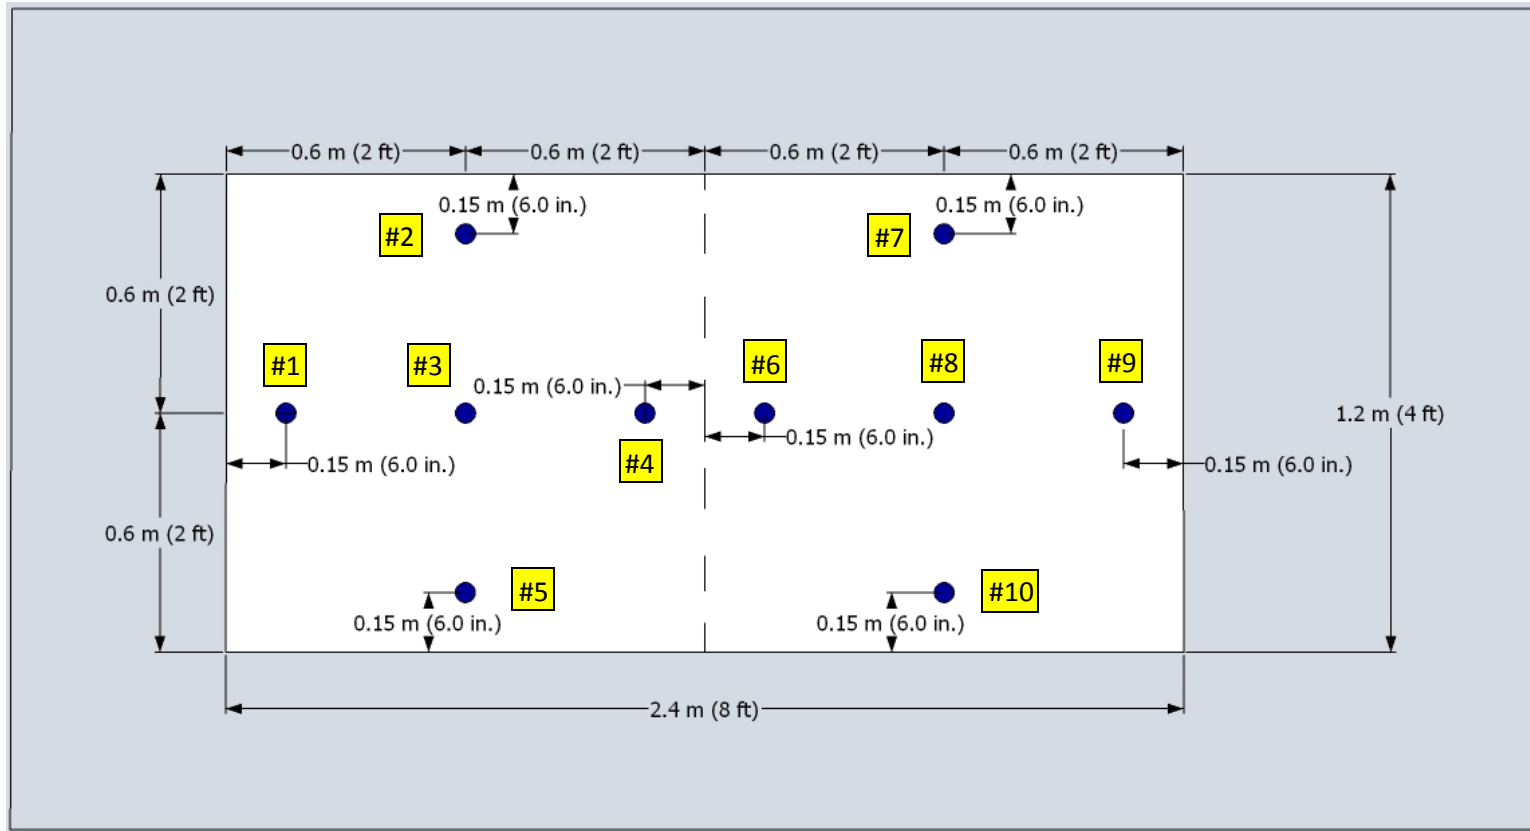 0.6 m (2 ft)
0.6 m (2 ft)
0.6 m (2 ft)
0.6 m (2 ft)
0.15 m (6.0 in.)
0.15 m (6.0 in.)
#2
#7
0.6 m (2 ft)
#1
#3
#6
#8
#9
0.15 m (6.0 in.)
1.2 m (4 ft)
0.15 m (6.0 in.)
#4
0.15 m (6.0 in.)
0.15 m (6.0 in.)
0.6 m (2 ft)
#5
#10
0.15 m (6.0 in.)
0.15 m (6.0 in.)
2.4 m (8 ft)